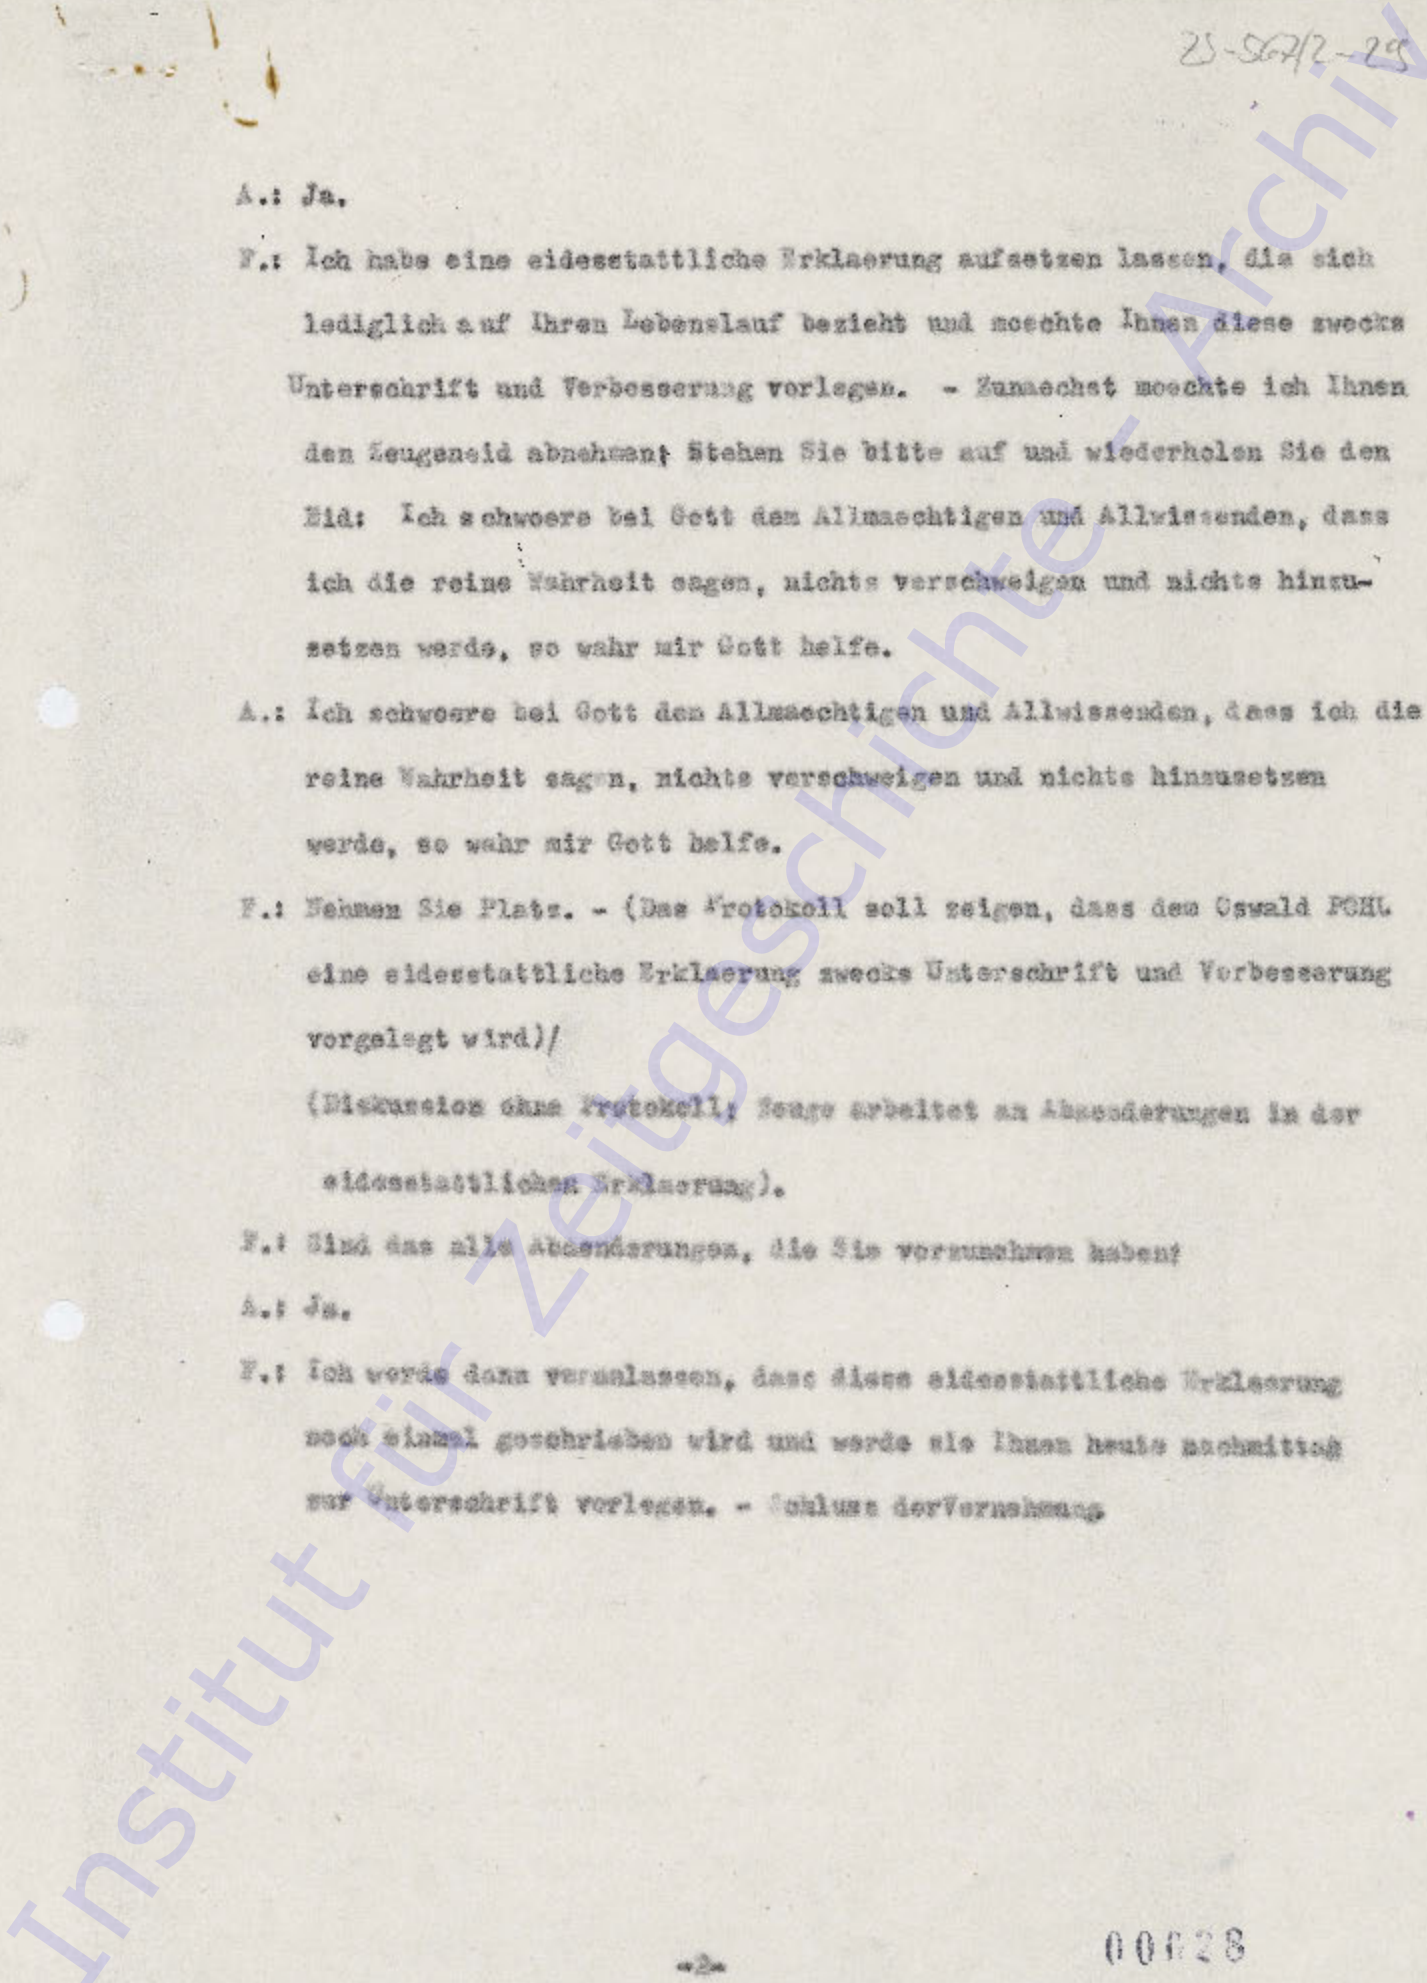 ZS-567/2-29
A.: Ja.
F.: Ich habe eine eidesstattliche Erklaerung aufsetzen lassen, die sich
lediglich auf Ihren Lebenslauf bezieht und moechte Ihnen diese zwecks
Unterschrift und Verbesserung vorlegen. - Zunaechst moechte ich Ihnen
den Zeugeneid abnehmen; Stehen Sie bitte auf und wiederholen Sie den
Eid: Ich schwoere bei Gott dem Allmaechtigen und Allwissenden, dass
ich die reine Wahrheit sagen, nichts verschweigen und nichts hinzu-
setzen werde, so wahr mir Gott helfe.
A.: Ich schwoere bei Gott dem Allmaechtigen und Allwissenden, dass ich die
reine Wahrheit sagen, nichts verschweigen und nichts hinzusetzen
werde, so wahr mir Gott helfe.
F.: Nehmen Sie Platz. - (Das Protokoll soll zeigen, dass dem Oswald POHL
eine eidesstattliche Erklaerung zwecks Unterschrift und Verbesserung
vorgelegt wird)/
(Diskussion ohne Protokoll; Zeuge arbeitet an Abaenderungen in der
eidesstattlichen Erklaerung).
F.: Sind das alle Abaenderungen, die Sie vorzunehmen haben?
A.: Ja.
F.: Ich werde dann veranlassen, dass diese eidesstattliche Erklaerung
noch einmal geschrieben wird und werde sie Ihnen heute nachmittag
zur Unterschrift vorlegen. - Schluss derVernehmung.
-2-
00028
Institut für Zeitgeschichte - Archiv